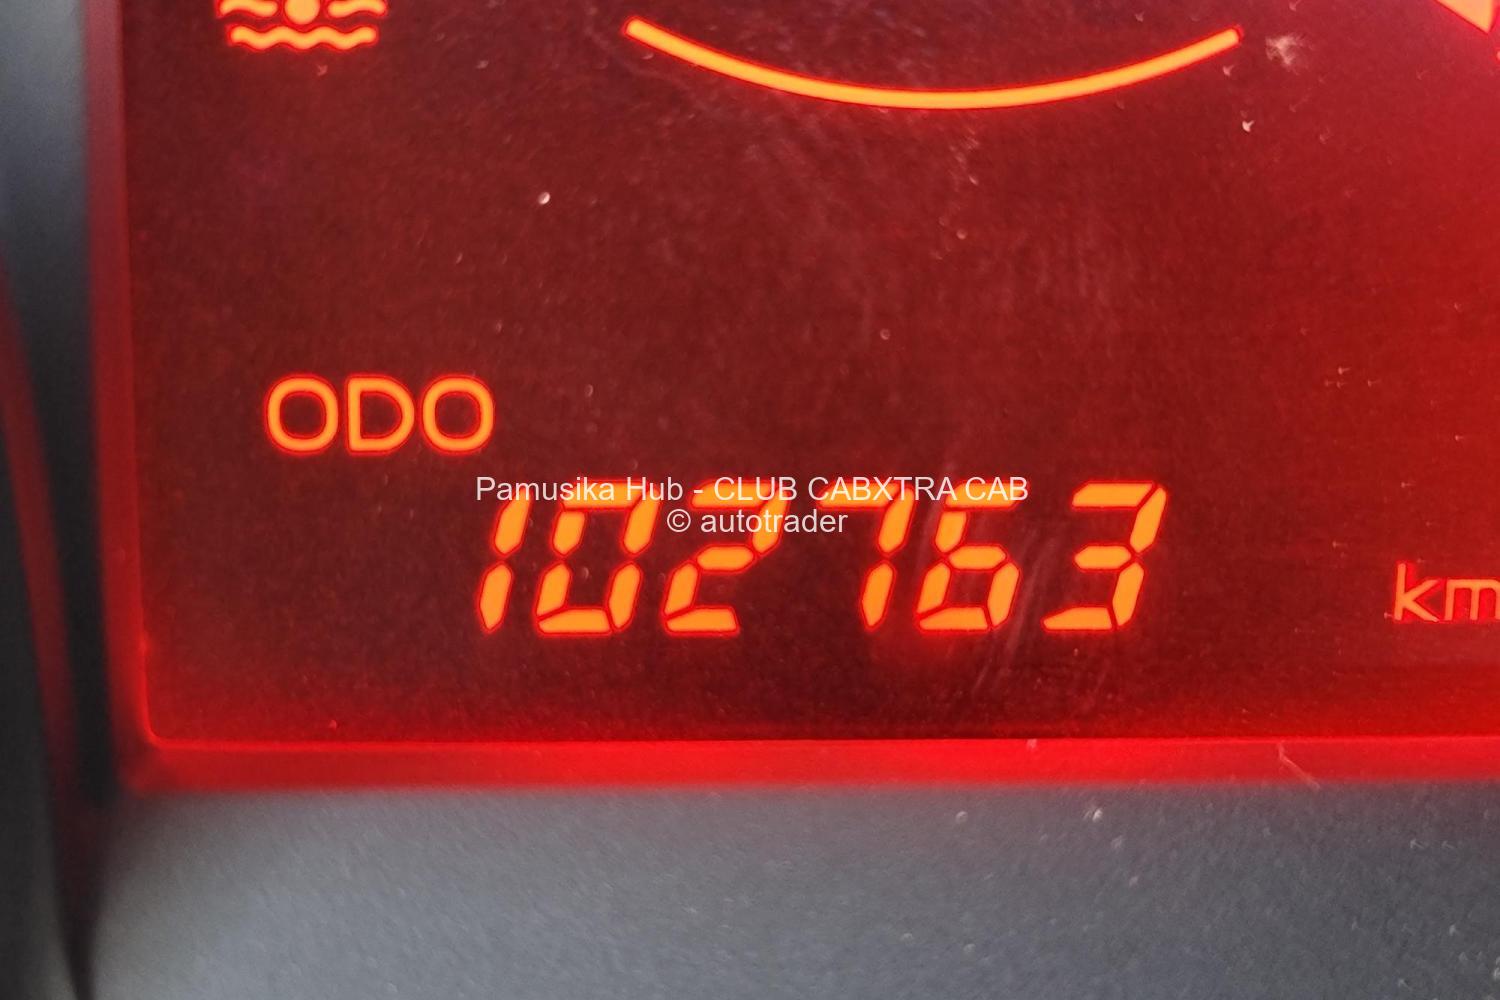 ODO
Pamusika Hub - CLUB CABXTRA CAB
© autotrader
102763
km